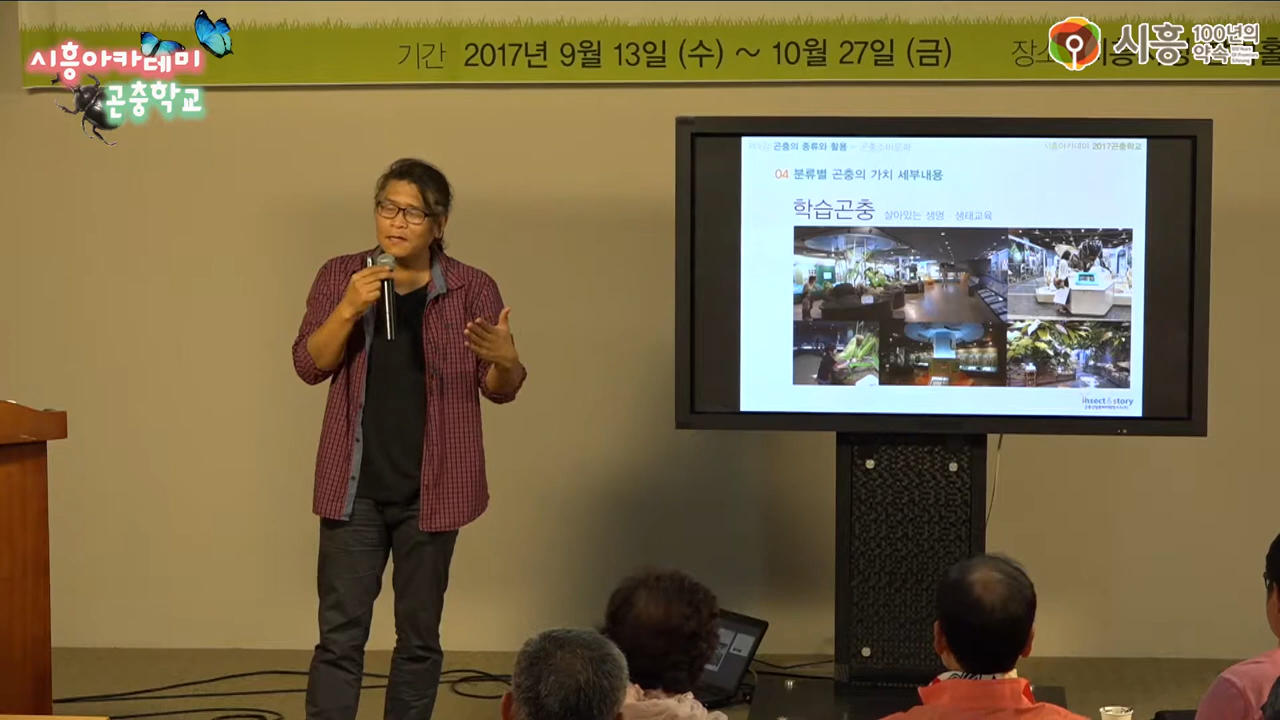 시흥아카데미
곤충학교
기간 2017년 9월 13일 (수) ~ 10월 27일 (금)
시흥 100년의 약속
곤충의 종류와 활용
시흥아카데미 2017곤충학교
04 분류별 곤충의 가치 세부내용
학습곤충 살아있는 생명 생태교육
insect & story